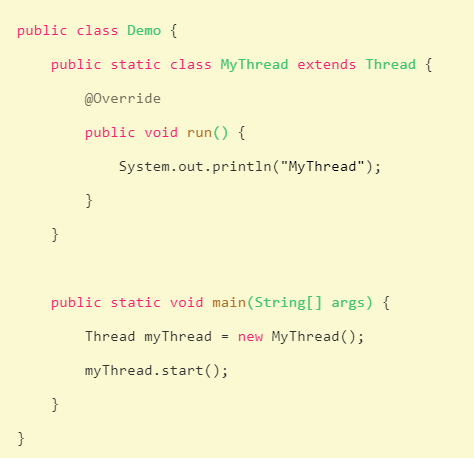 public class Demo {
    public static class MyThread extends Thread {
        @Override
        public void run() {
            System.out.println("MyThread");
        }
    }

    public static void main(String[] args) {
        Thread myThread = new MyThread();
        myThread.start();
    }
}